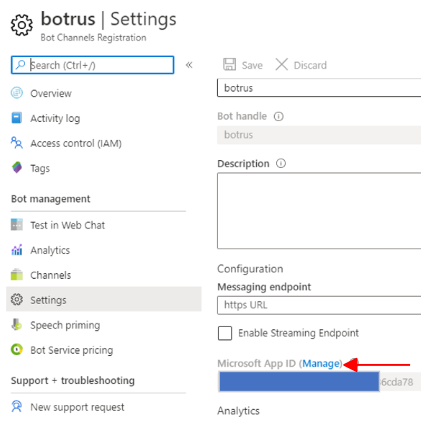 botrus | Settings
Bot Channels Registration
Search (Ctrl+/)
«
Overview
Activity log
Access control (IAM)
Tags
Bot management
Test in Web Chat
Analytics
Channels
Settings
Speech priming
Bot Service pricing
Support + troubleshooting
New support request
Save
Discard
botrus
Bot handle
botrus
Description
Configuration
Messaging endpoint
https URL
Enable Streaming Endpoint
Microsoft App ID (Manage)
6cda78
Analytics